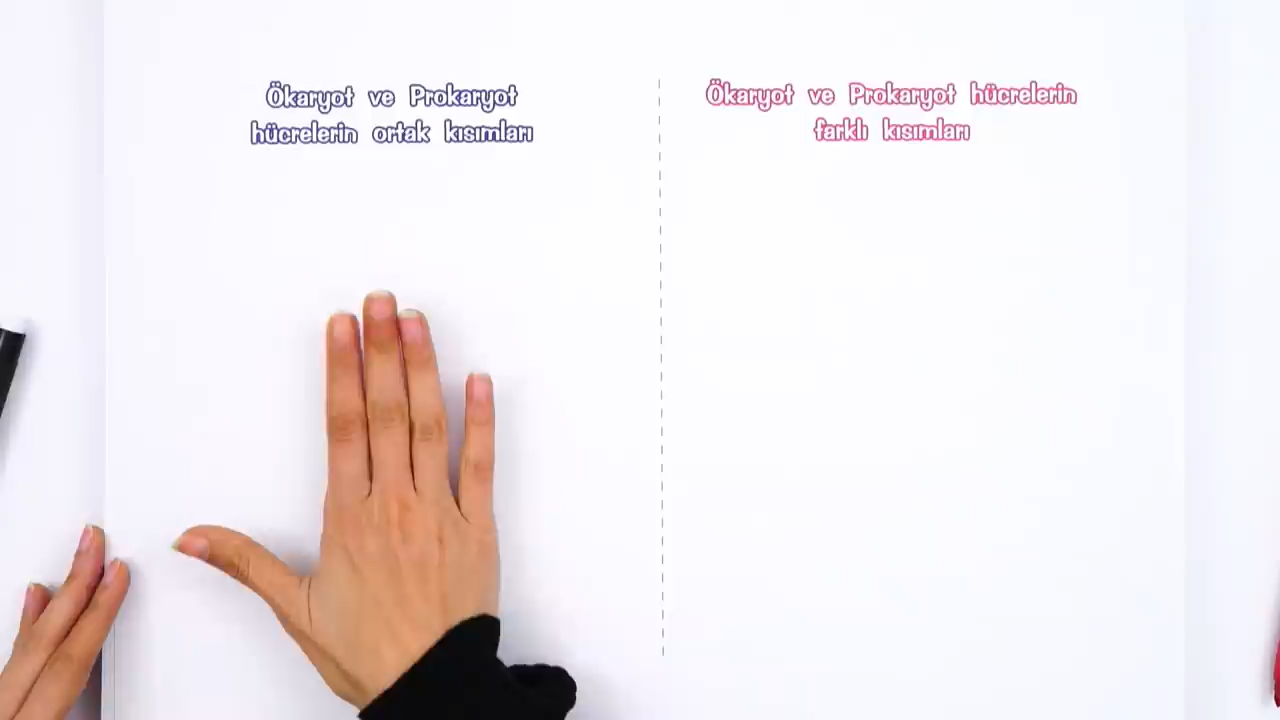 Ökaryot ve Prokaryot
hücrelerin ortak kısımları
Ökaryot ve Prokaryot hücrelerin
farklı kısımları